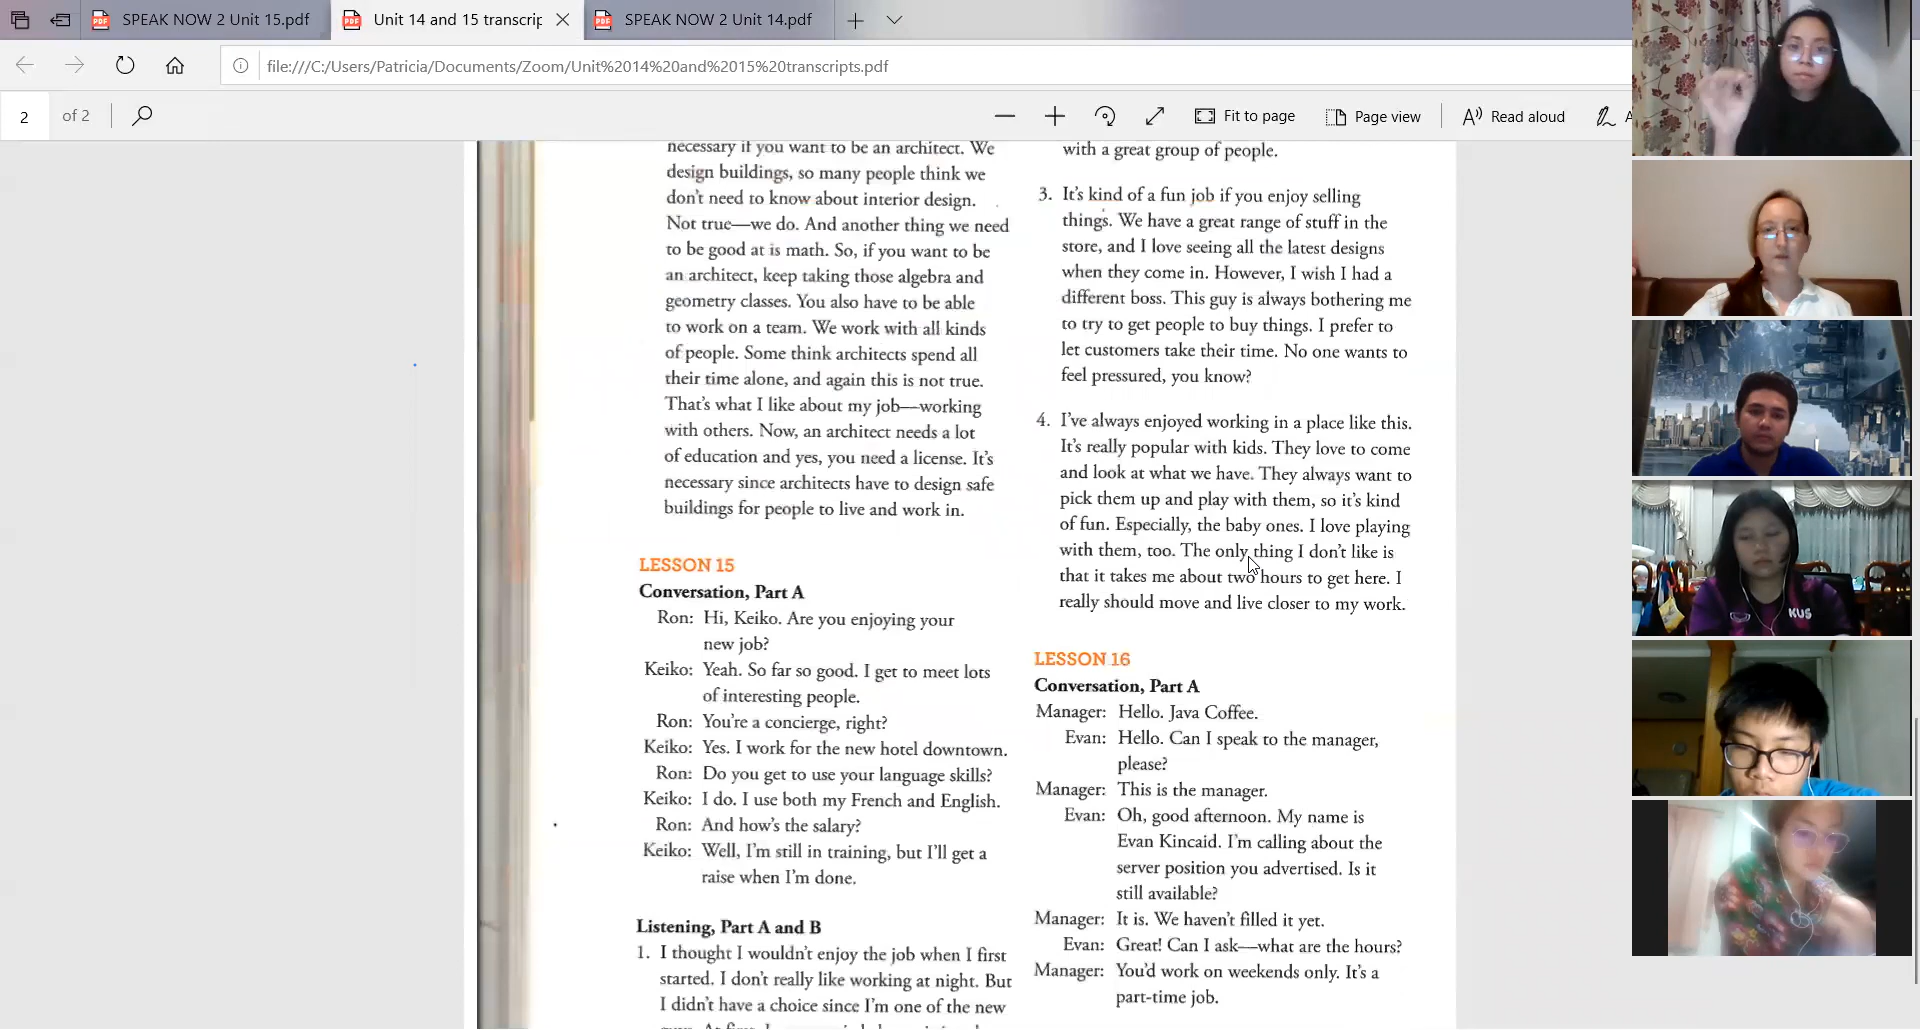 SPEAK NOW 2 Unit 15.pdf
Unit 14 and 15 transcrip
SPEAK NOW 2 Unit 14.pdf
file:///C:/Users/Patricia/Documents/Zoom/Unit%2014%20and%2015%20transcripts.pdf
2 of 2
Fit to page
Page view
Read aloud
necessary if you want to be an architect. We
design buildings, so many people think we
don't need to know about interior design.
Not true—we do. And another thing we need
to be good at is math. So, if you want to be
an architect, keep taking those algebra and
geometry classes. You also have to be able
to work on a team. We work with all kinds
of people. Some think architects spend all
their time alone, and again this is not true.
That's what I like about my job—working
with others. Now, an architect needs a lot
of education and yes, you need a license. It's
necessary since architects have to design safe
buildings for people to live and work in.
LESSON 15
Conversation, Part A
Ron: Hi, Keiko. Are you enjoying your
new job?
Keiko: Yeah. So far so good. I get to meet lots
of interesting people.
Ron: You're a concierge, right?
Keiko: Yes. I work for the new hotel downtown.
Ron: Do you get to use your language skills?
Keiko: I do. I use both my French and English.
Ron: And how's the salary?
Keiko: Well, I'm still in training, but I'll get a
raise when I'm done.
Listening, Part A and B
1. I thought I wouldn't enjoy the job when I first
started. I don't really like working at night. But
I didn't have a choice since I'm one of the new
with a great group of people.
3. It's kind of a fun job if you enjoy selling
things. We have a great range of stuff in the
store, and I love seeing all the latest designs
when they come in. However, I wish I had a
different boss. This guy is always bothering me
to try to get people to buy things. I prefer to
let customers take their time. No one wants to
feel pressured, you know?
4. I've always enjoyed working in a place like this.
It's really popular with kids. They love to come
and look at what we have. They always want to
pick them up and play with them, so it's kind
of fun. Especially, the baby ones. I love playing
with them, too. The only thing I don't like is
that it takes me about two hours to get here. I
really should move and live closer to my work.
LESSON 16
Conversation, Part A
Manager: Hello. Java Coffee.
Evan: Hello. Can I speak to the manager,
please?
Manager: This is the manager.
Evan: Oh, good afternoon. My name is
Evan Kincaid. I'm calling about the
server position you advertised. Is it
still available?
Manager: It is. We haven't filled it yet.
Evan: Great! Can I ask—what are the hours?
Manager: You'd work on weekends only. It's a
part-time job.
KUS